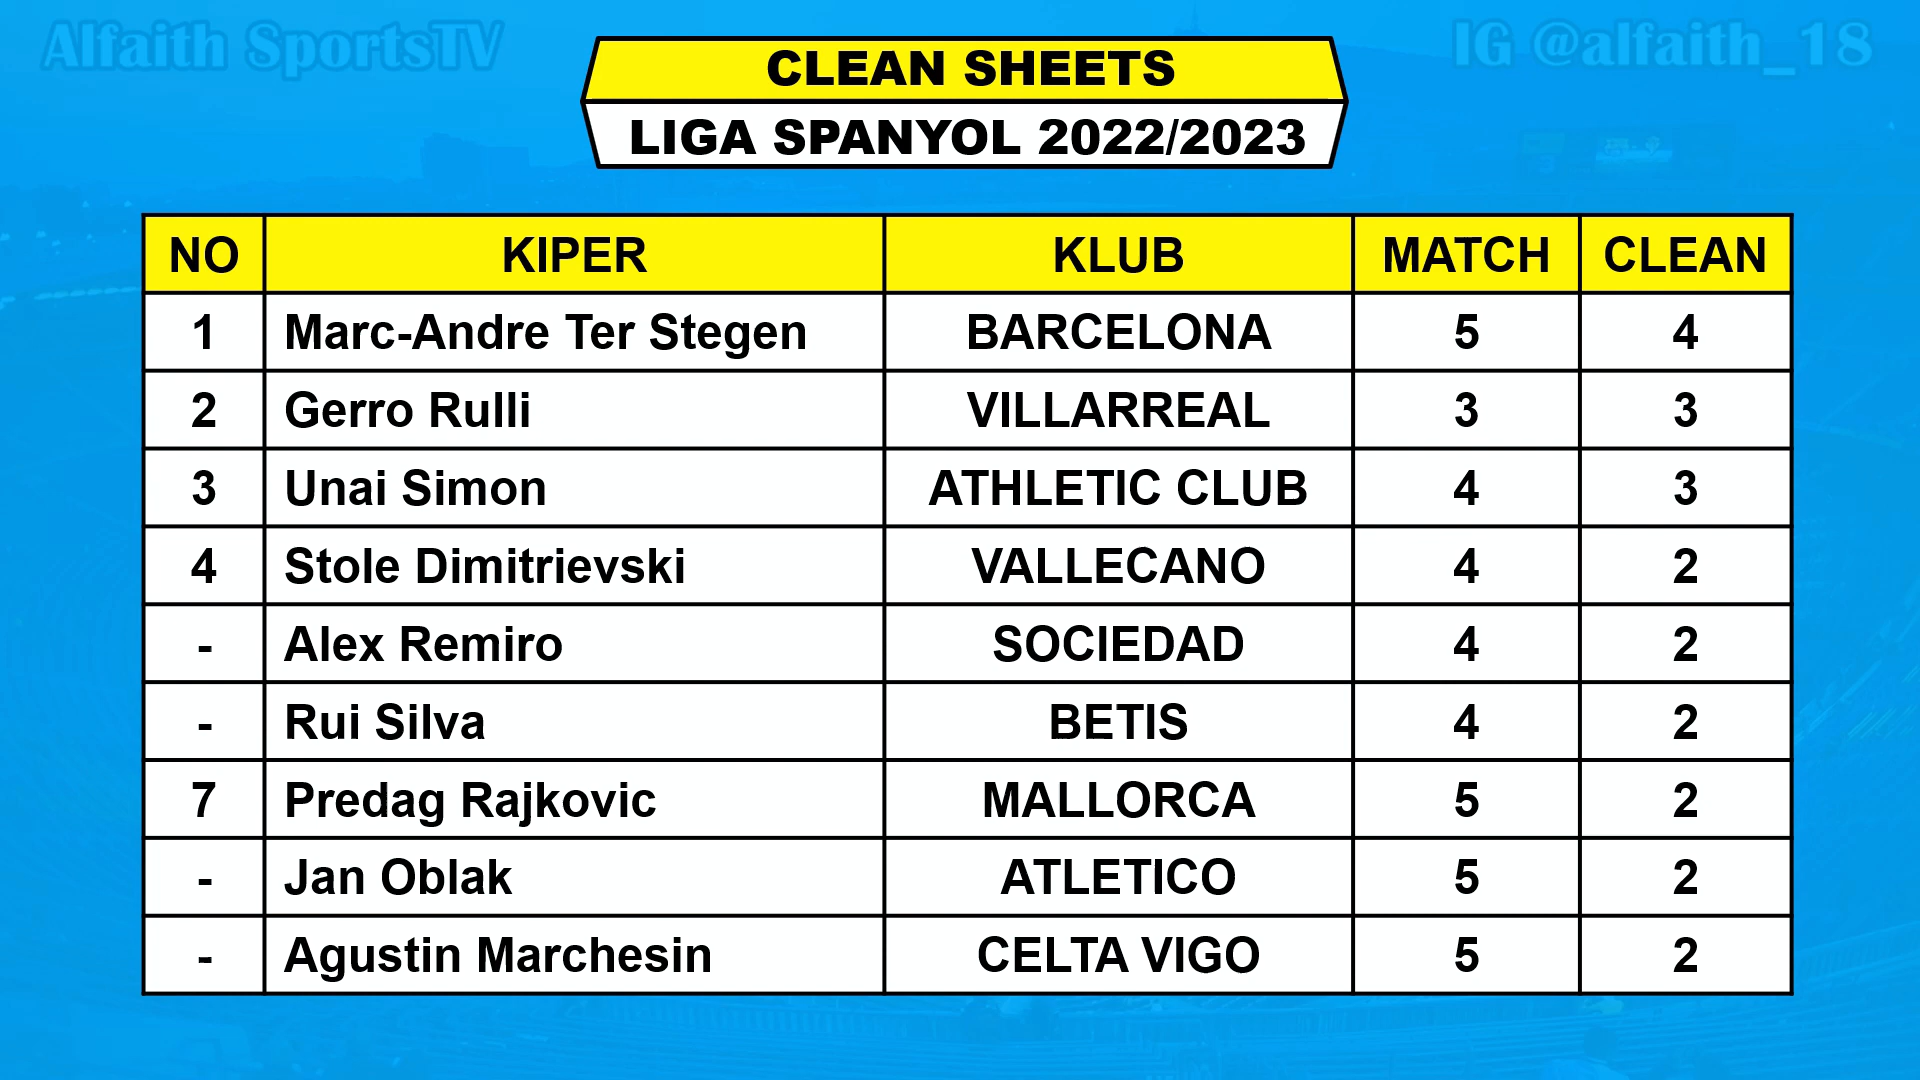 Alfaith SportsTV
IG @alfaith_18
CLEAN SHEETS
LIGA SPANYOL 2022/2023
NO KIPER KLUB MATCH CLEAN
1 Marc-Andre Ter Stegen BARCELONA 5 4
2 Gerro Rulli VILLARREAL 3 3
3 Unai Simon ATHLETIC CLUB 4 3
4 Stole Dimitrievski VALLECANO 4 2
- Alex Remiro SOCIEDAD 4 2
- Rui Silva BETIS 4 2
7 Predag Rajkovic MALLORCA 5 2
- Jan Oblak ATLETICO 5 2
- Agustin Marchesin CELTA VIGO 5 2